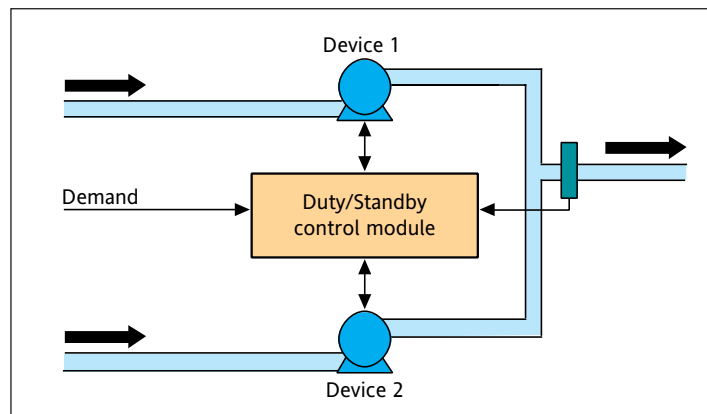 Device 1
Demand
Duty/Standby
control module
Device 2